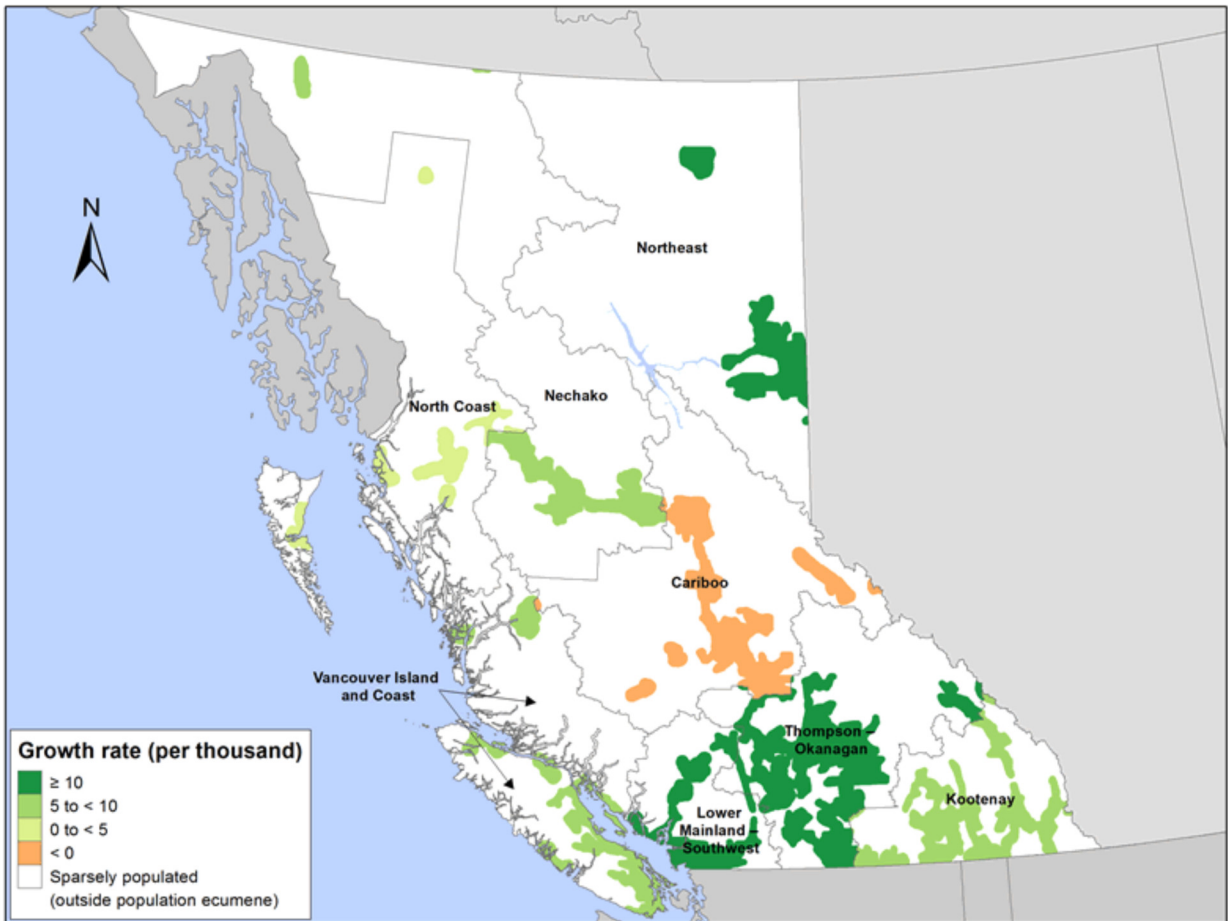 N
Northeast
Nechako
North Coast
Cariboo
Vancouver Island
and Coast
Thompson –
Okanagan
Kootenay
Lower
Mainland –
Southwest
Growth rate (per thousand)
≥ 10
5 to < 10
0 to < 5
< 0
Sparsely populated
(outside population ecumene)